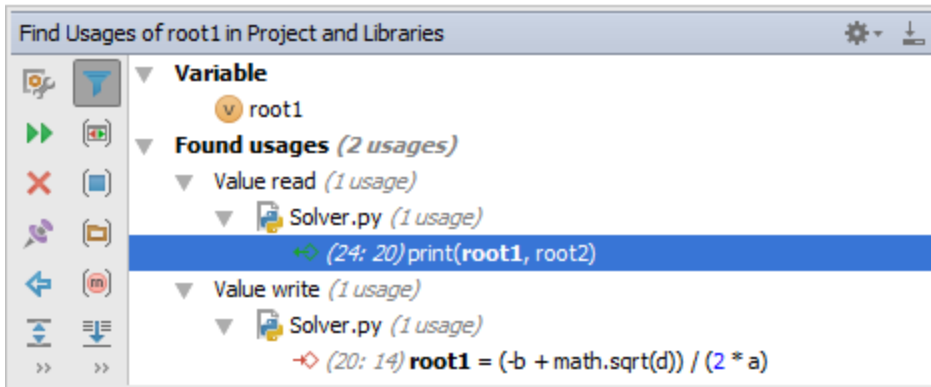 Find Usages of root1 in Project and Libraries
Variable
v root1
Found usages (2 usages)
Value read (1 usage)
Solver.py (1 usage)
(24: 20) print(root1, root2)
Value write (1 usage)
Solver.py (1 usage)
(20: 14) root1 = (-b + math.sqrt(d)) / (2 * a)
m
>> >>